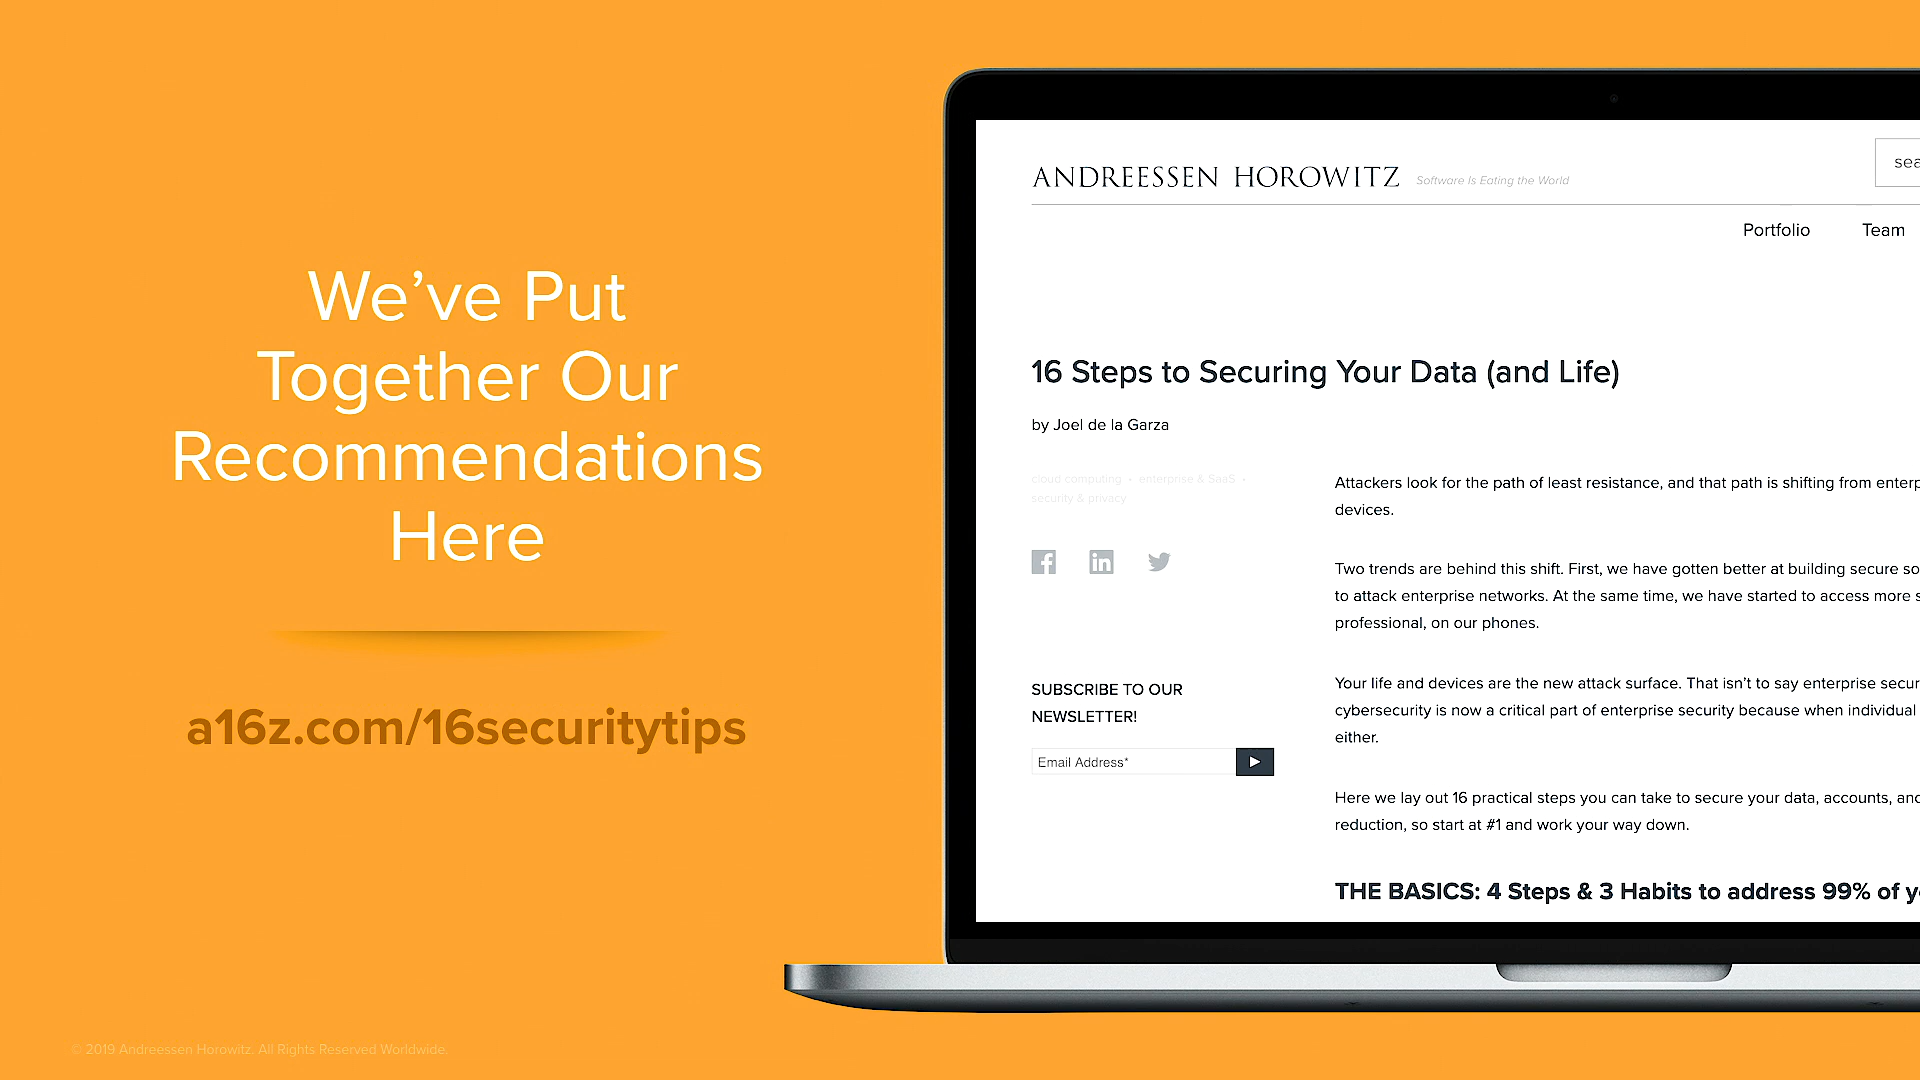 We’ve Put
Together Our
Recommendations
Here
a16z.com/16securitytips
© 2019 Andreessen Horowitz. All Rights Reserved Worldwide.
ANDREESSEN HOROWITZ Software Is Eating the World
Portfolio Team
16 Steps to Securing Your Data (and Life)
by Joel de la Garza
cloud computing • enterprise & SaaS •
security & privacy
SUBSCRIBE TO OUR
NEWSLETTER!
Email Address*
Attackers look for the path of least resistance, and that path is shifting from
devices.
Two trends are behind this shift. First, we have gotten better at building secure
to attack enterprise networks. At the same time, we have started to access more
professional, on our phones.
Your life and devices are the new attack surface. That isn’t to say enterprise
cybersecurity is now a critical part of enterprise security because when individual
either.
Here we lay out 16 practical steps you can take to secure your data, accounts,
reduction, so start at #1 and work your way down.
THE BASICS: 4 Steps & 3 Habits to address 99% of